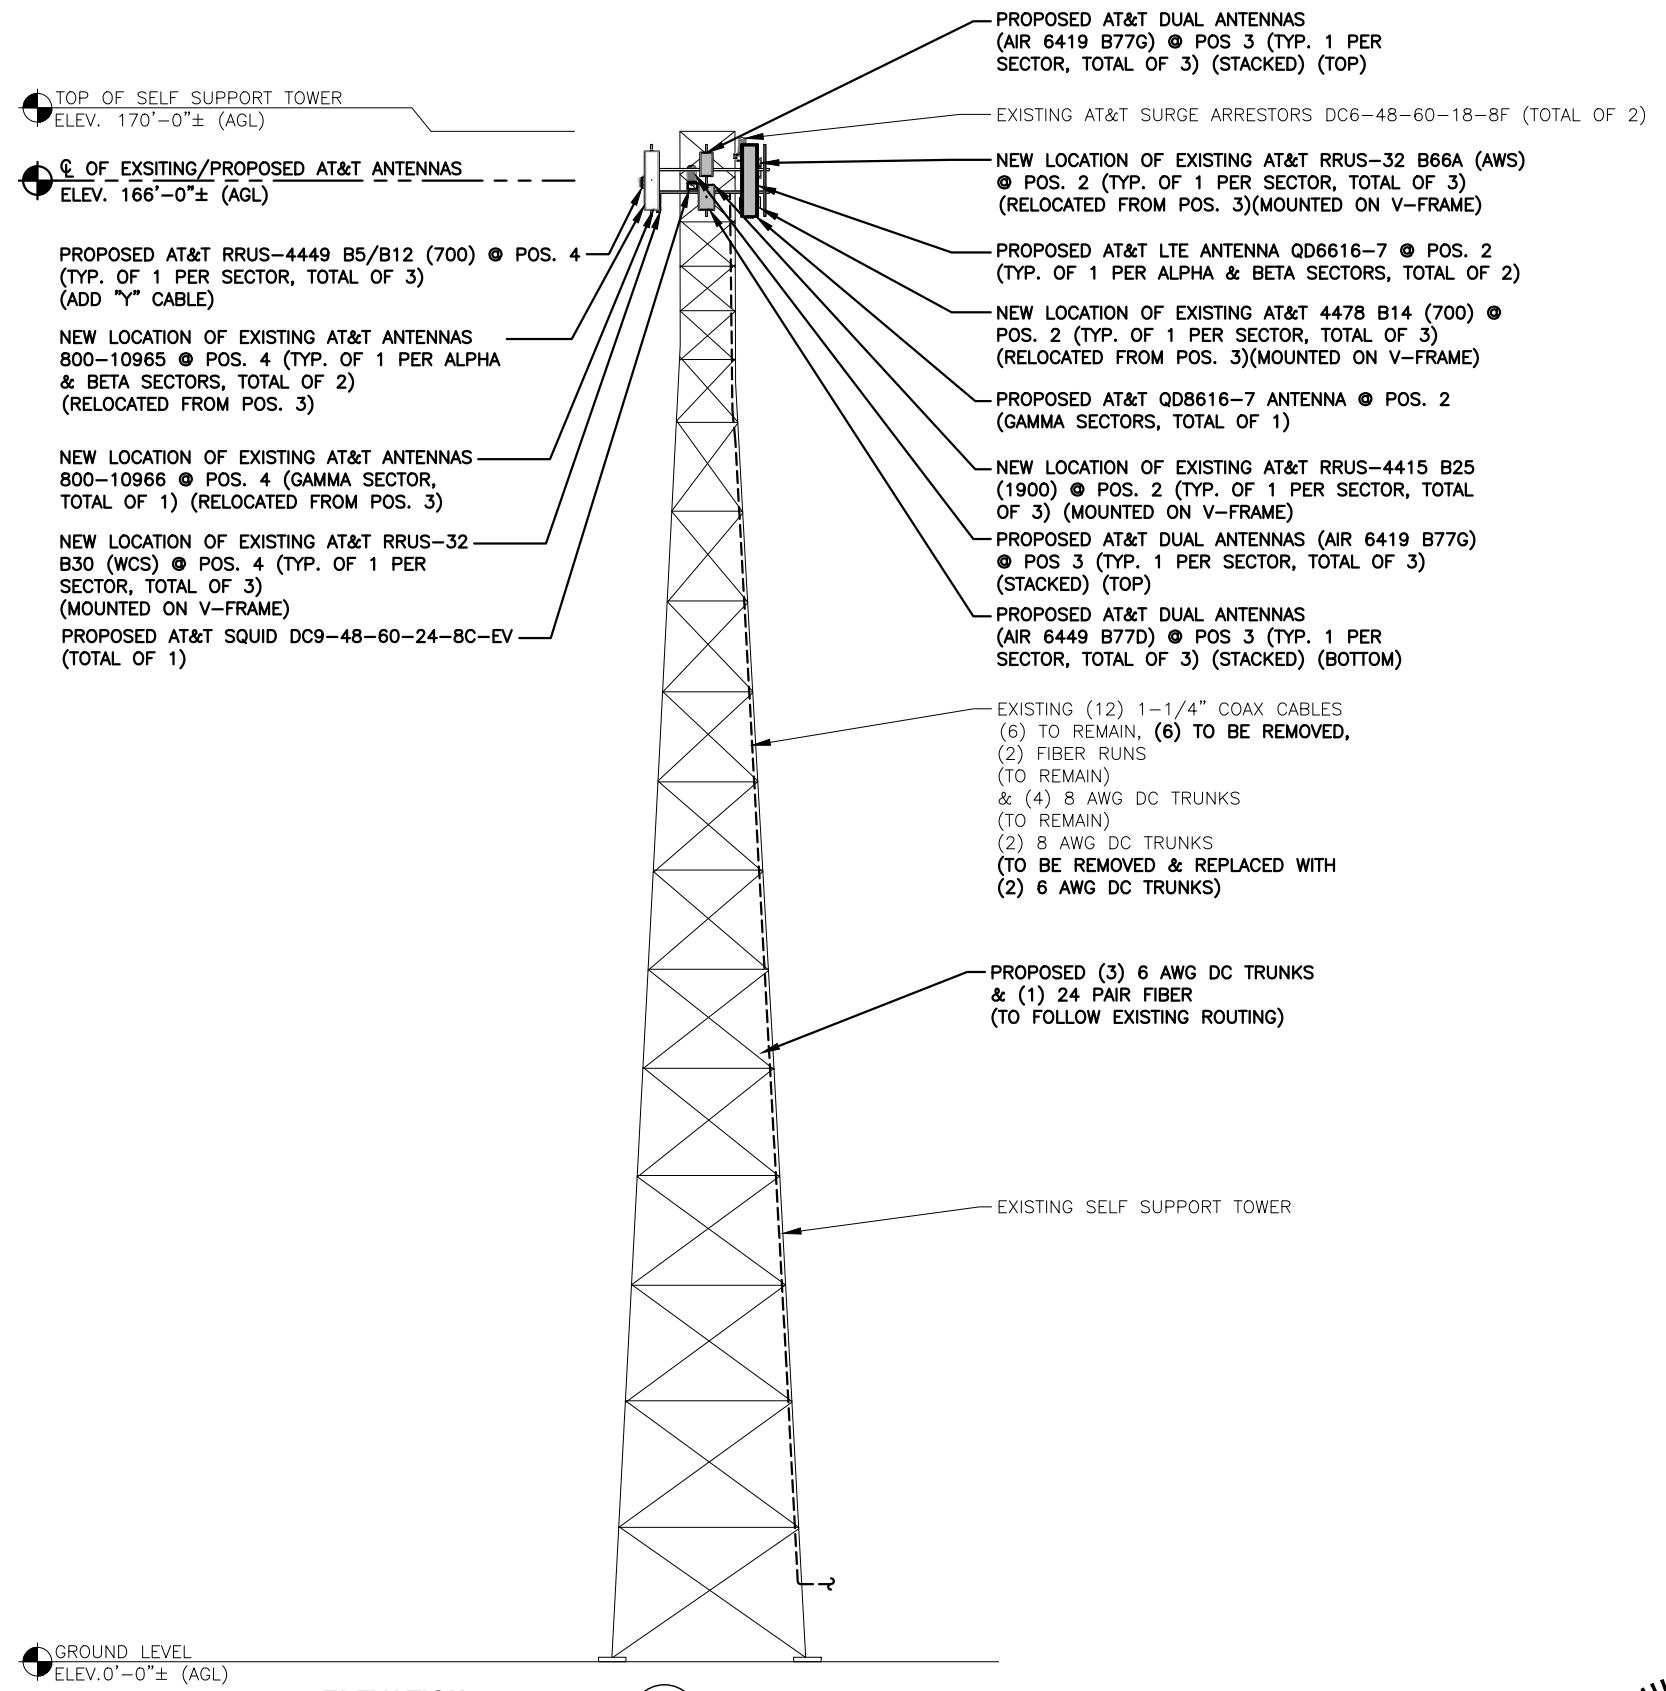 TOP OF SELF SUPPORT TOWER
ELEV. 170'-0"± (AGL)
℄ OF EXSITING/PROPOSED AT&T ANTENNAS
ELEV. 166'-0"± (AGL)
PROPOSED AT&T RRUS-4449 B5/B12 (700) @ POS. 4
(TYP. OF 1 PER SECTOR, TOTAL OF 3)
(ADD "Y" CABLE)
NEW LOCATION OF EXISTING AT&T ANTENNAS
800-10965 @ POS. 4 (TYP. OF 1 PER ALPHA
& BETA SECTORS, TOTAL OF 2)
(RELOCATED FROM POS. 3)
NEW LOCATION OF EXISTING AT&T ANTENNAS
800-10966 @ POS. 4 (GAMMA SECTOR,
TOTAL OF 1) (RELOCATED FROM POS. 3)
NEW LOCATION OF EXISTING AT&T RRUS-32
B30 (WCS) @ POS. 4 (TYP. OF 1 PER
SECTOR, TOTAL OF 3)
(MOUNTED ON V-FRAME)
PROPOSED AT&T SQUID DC9-48-60-24-8C-EV
(TOTAL OF 1)
PROPOSED AT&T DUAL ANTENNAS
(AIR 6419 B77G) @ POS 3 (TYP. 1 PER
SECTOR, TOTAL OF 3) (STACKED) (TOP)
EXISTING AT&T SURGE ARRESTORS DC6-48-60-18-8F (TOTAL OF 2)
NEW LOCATION OF EXISTING AT&T RRUS-32 B66A (AWS)
@ POS. 2 (TYP. OF 1 PER SECTOR, TOTAL OF 3)
(RELOCATED FROM POS. 3)(MOUNTED ON V-FRAME)
PROPOSED AT&T LTE ANTENNA QD6616-7 @ POS. 2
(TYP. OF 1 PER ALPHA & BETA SECTORS, TOTAL OF 2)
NEW LOCATION OF EXISTING AT&T 4478 B14 (700) @
POS. 2 (TYP. OF 1 PER SECTOR, TOTAL OF 3)
(RELOCATED FROM POS. 3)(MOUNTED ON V-FRAME)
PROPOSED AT&T QD8616-7 ANTENNA @ POS. 2
(GAMMA SECTORS, TOTAL OF 1)
NEW LOCATION OF EXISTING AT&T RRUS-4415 B25
(1900) @ POS. 2 (TYP. OF 1 PER SECTOR, TOTAL
OF 3) (MOUNTED ON V-FRAME)
PROPOSED AT&T DUAL ANTENNAS (AIR 6419 B77G)
@ POS 3 (TYP. 1 PER SECTOR, TOTAL OF 3)
(STACKED) (TOP)
PROPOSED AT&T DUAL ANTENNAS
(AIR 6449 B77D) @ POS 3 (TYP. 1 PER
SECTOR, TOTAL OF 3) (STACKED) (BOTTOM)
EXISTING (12) 1-1/4" COAX CABLES
(6) TO REMAIN, (6) TO BE REMOVED,
(2) FIBER RUNS
(TO REMAIN)
& (4) 8 AWG DC TRUNKS
(TO REMAIN)
(2) 8 AWG DC TRUNKS
(TO BE REMOVED & REPLACED WITH
(2) 6 AWG DC TRUNKS)
PROPOSED (3) 6 AWG DC TRUNKS
& (1) 24 PAIR FIBER
(TO FOLLOW EXISTING ROUTING)
EXISTING SELF SUPPORT TOWER
GROUND LEVEL
ELEV.0'-0"± (AGL)